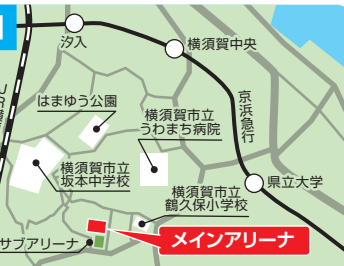 汐入
横須賀中央
はまゆう公園
横須賀市立
うわまち病院
京浜急行
横須賀市立
坂本中学校
横須賀市立
鶴久保小学校
県立大学
サブアリーナ
メインアリーナ